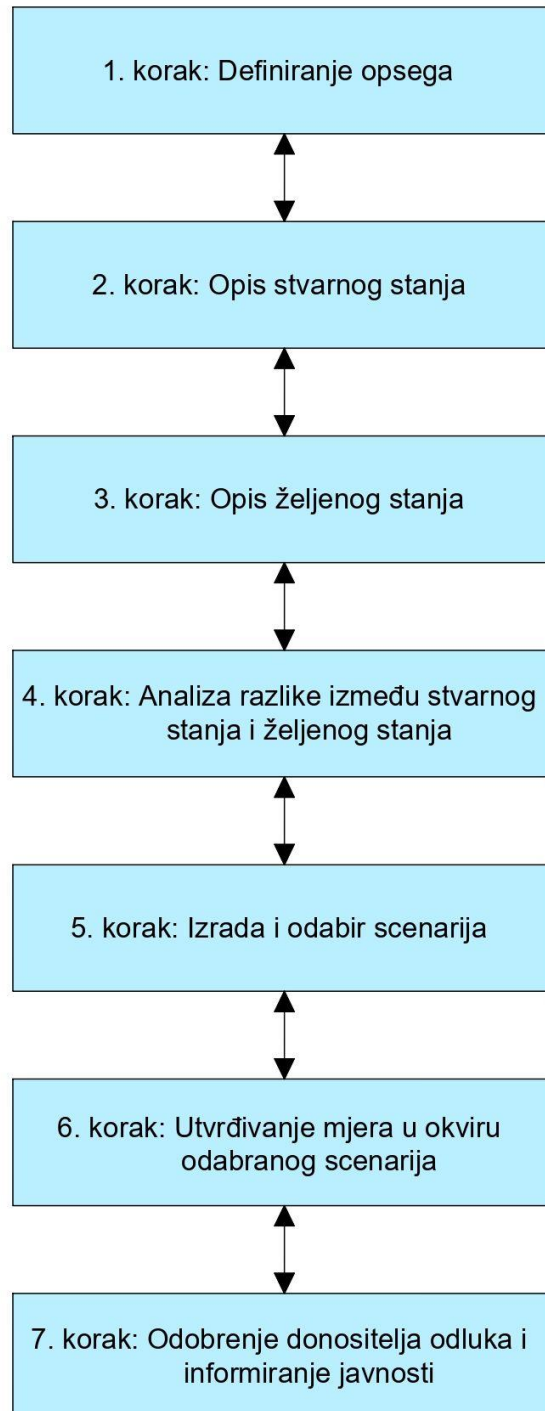 1. korak: Definiranje opsega
2. korak: Opis stvarnog stanja
3. korak: Opis željenog stanja
4. korak: Analiza razlike između stvarnog
stanja i željenog stanja
5. korak: Izrada i odabir scenarija
6. korak: Utvrđivanje mjera u okviru
odabranog scenarija
7. korak: Odobrenje donositelja odluka i
informiranje javnosti